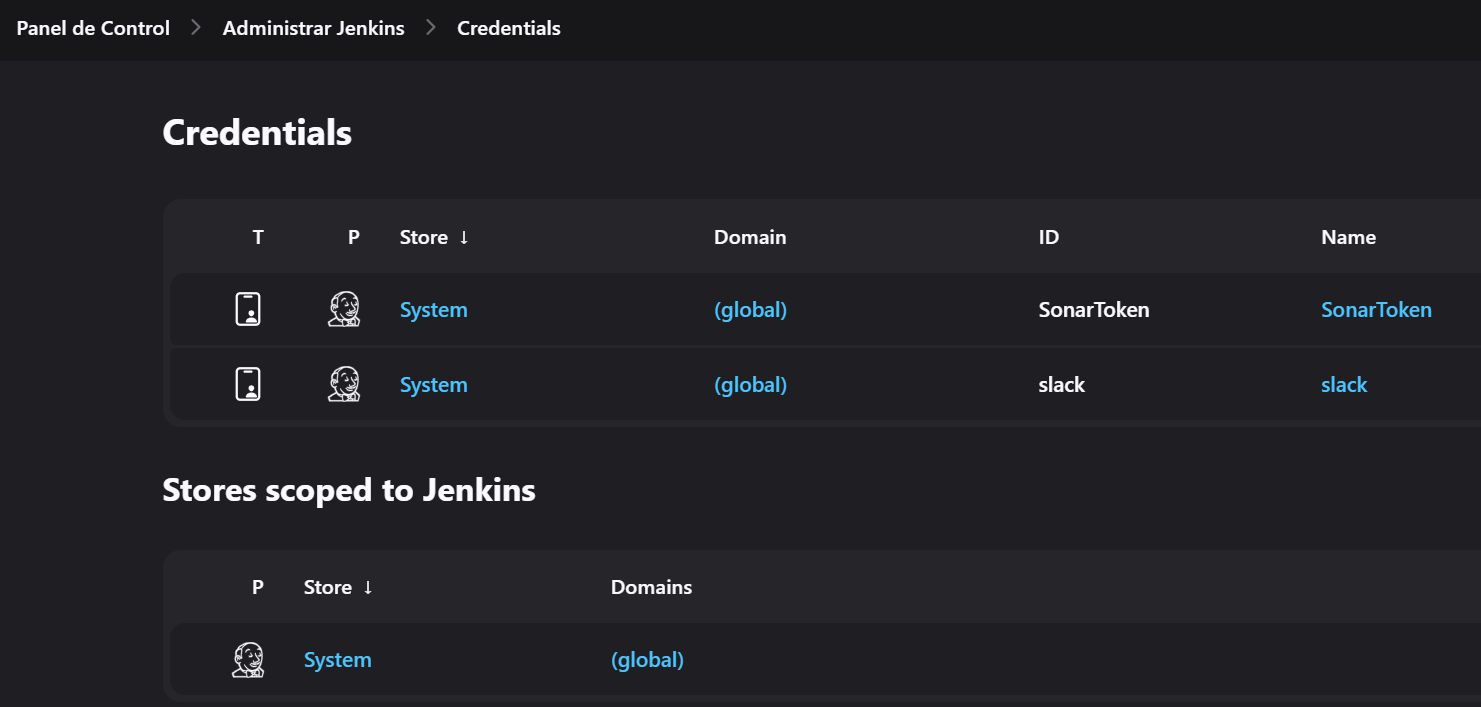 Panel de Control > Administrar Jenkins > Credentials
Credentials
T P Store ↓ Domain ID Name
System (global) SonarToken SonarToken
System (global) slack slack
Stores scoped to Jenkins
P Store ↓ Domains
System (global)